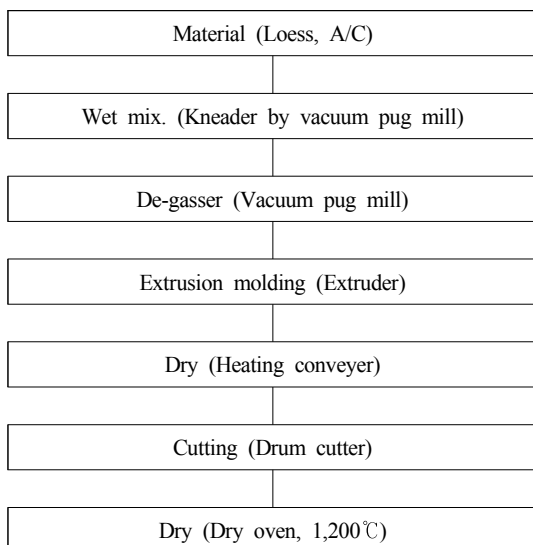 Material (Loess, A/C)
Wet mix. (Kneader by vacuum pug mill)
De-gasser (Vacuum pug mill)
Extrusion molding (Extruder)
Dry (Heating conveyer)
Cutting (Drum cutter)
Dry (Dry oven, 1,200℃)